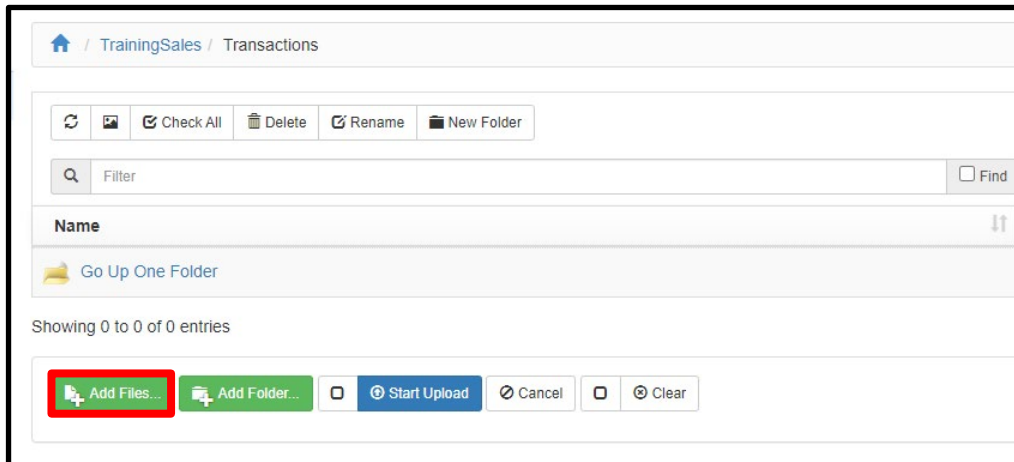 / TrainingSales / Transactions
Check All Delete Rename New Folder
Filter Find
Name
Go Up One Folder
Showing 0 to 0 of 0 entries
Add Files... Add Folder... Start Upload Cancel Clear